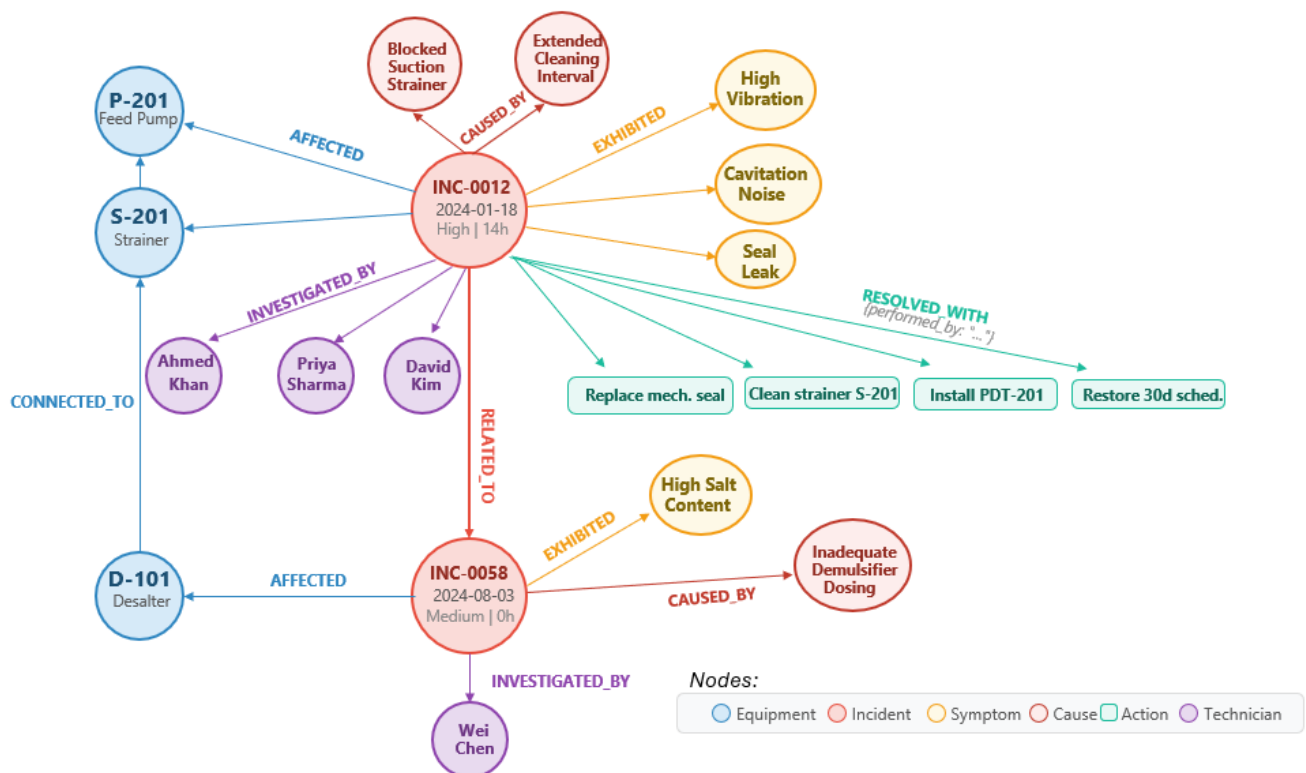 Blocked
Suction
Strainer
Extended
Cleaning
Interval
P-201
Feed Pump
High
Vibration
CAUSED_BY
EXHIBITED
AFFECTED
Cavitation
Noise
INC-0012
2024-01-18
High | 14h
S-201
Strainer
Seal
Leak
INVESTIGATED_BY
RESOLVED_WITH
{performed_by: "..."}
Ahmed
Khan
Priya
Sharma
David
Kim
Replace mech. seal
Clean strainer S-201
Install PDT-201
Restore 30d sched.
CONNECTED_TO
RELATED_TO
High Salt
Content
EXHIBITED
Inadequate
Demulsifier
Dosing
D-101
Desalter
AFFECTED
INC-0058
2024-08-03
Medium | 0h
CAUSED_BY
INVESTIGATED_BY
Wei
Chen
Nodes:
Equipment Incident Symptom Cause Action Technician